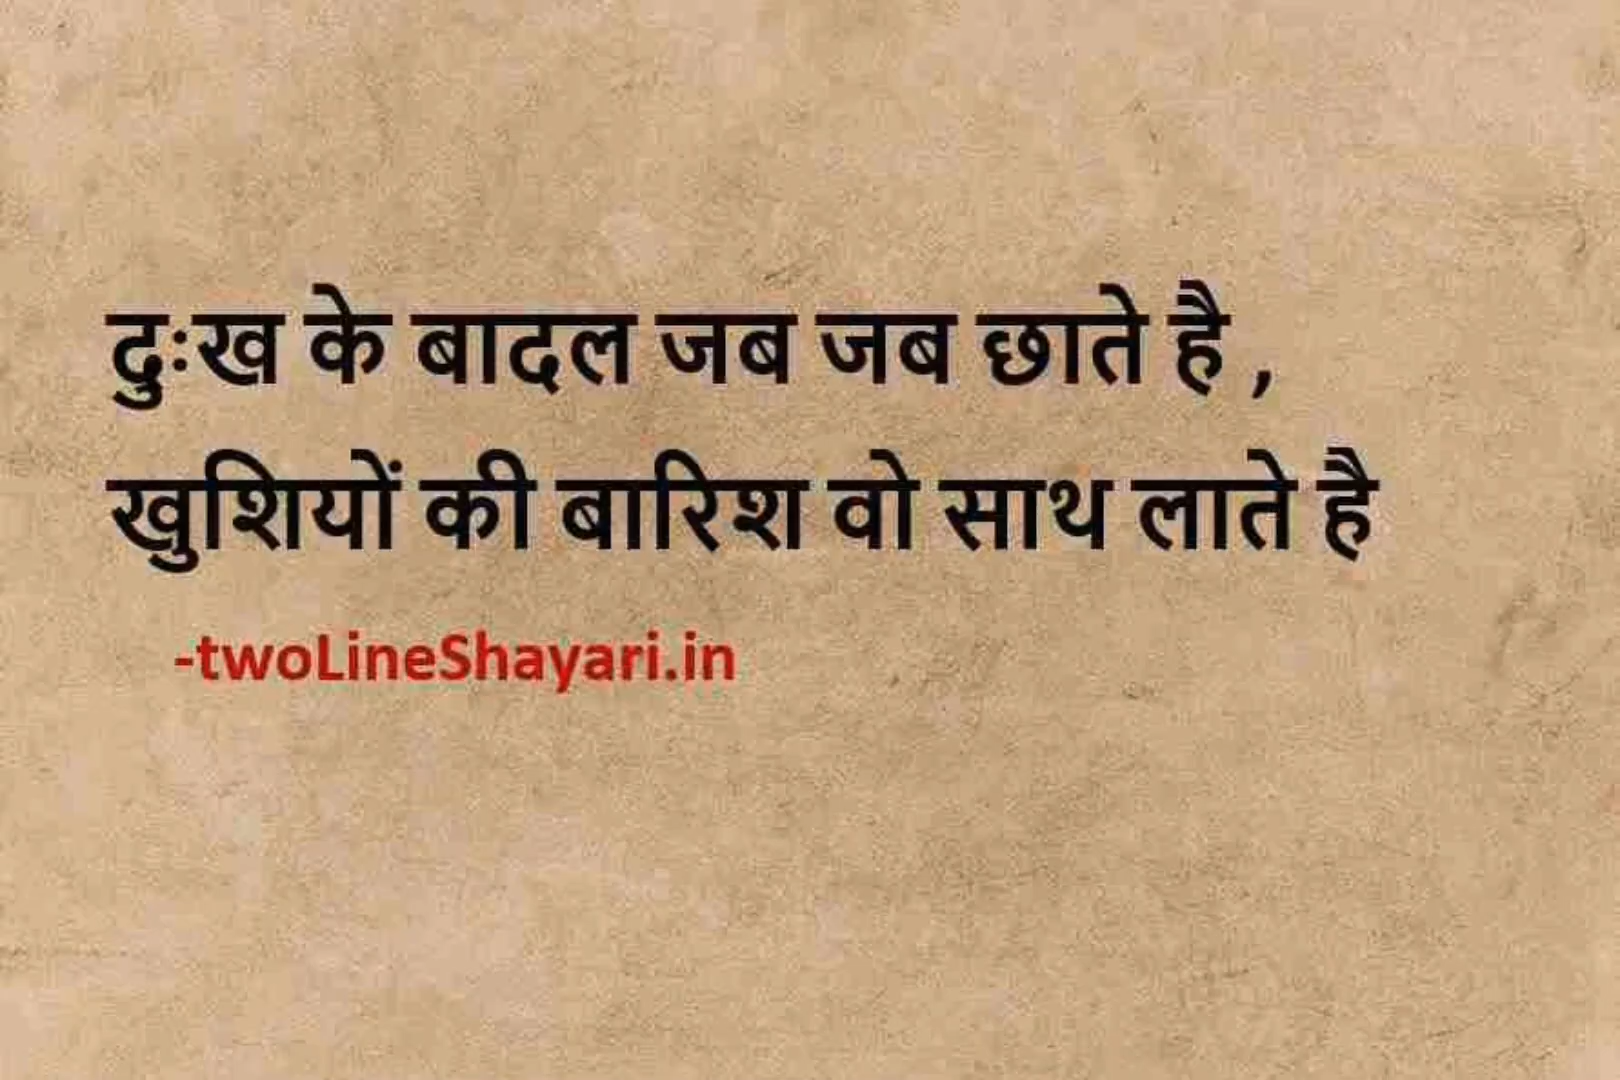 दुःख के बादल जब जब छाते है ,
खुशियों की बारिश वो साथ लाते है
-twoLineShayari.in